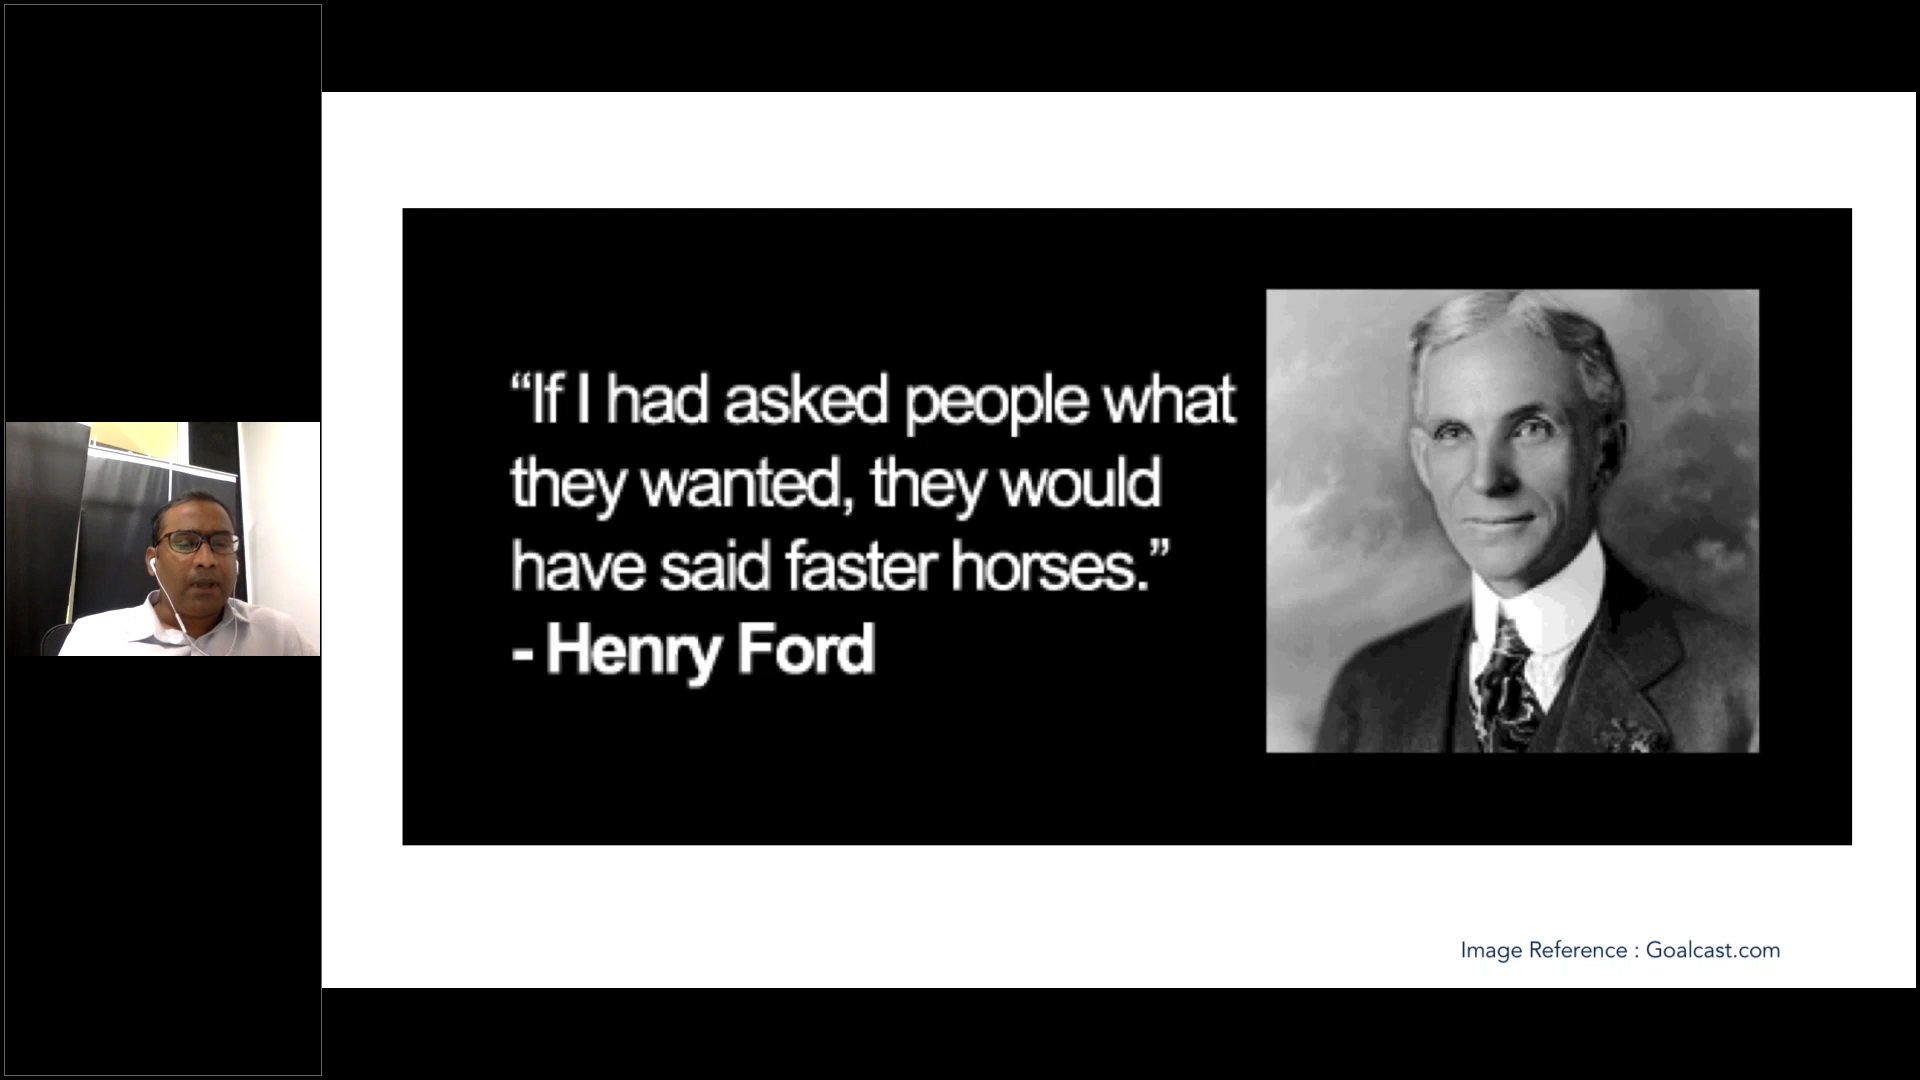 “If I had asked people what
they wanted, they would
have said faster horses.”
- Henry Ford
Image Reference : Goalcast.com